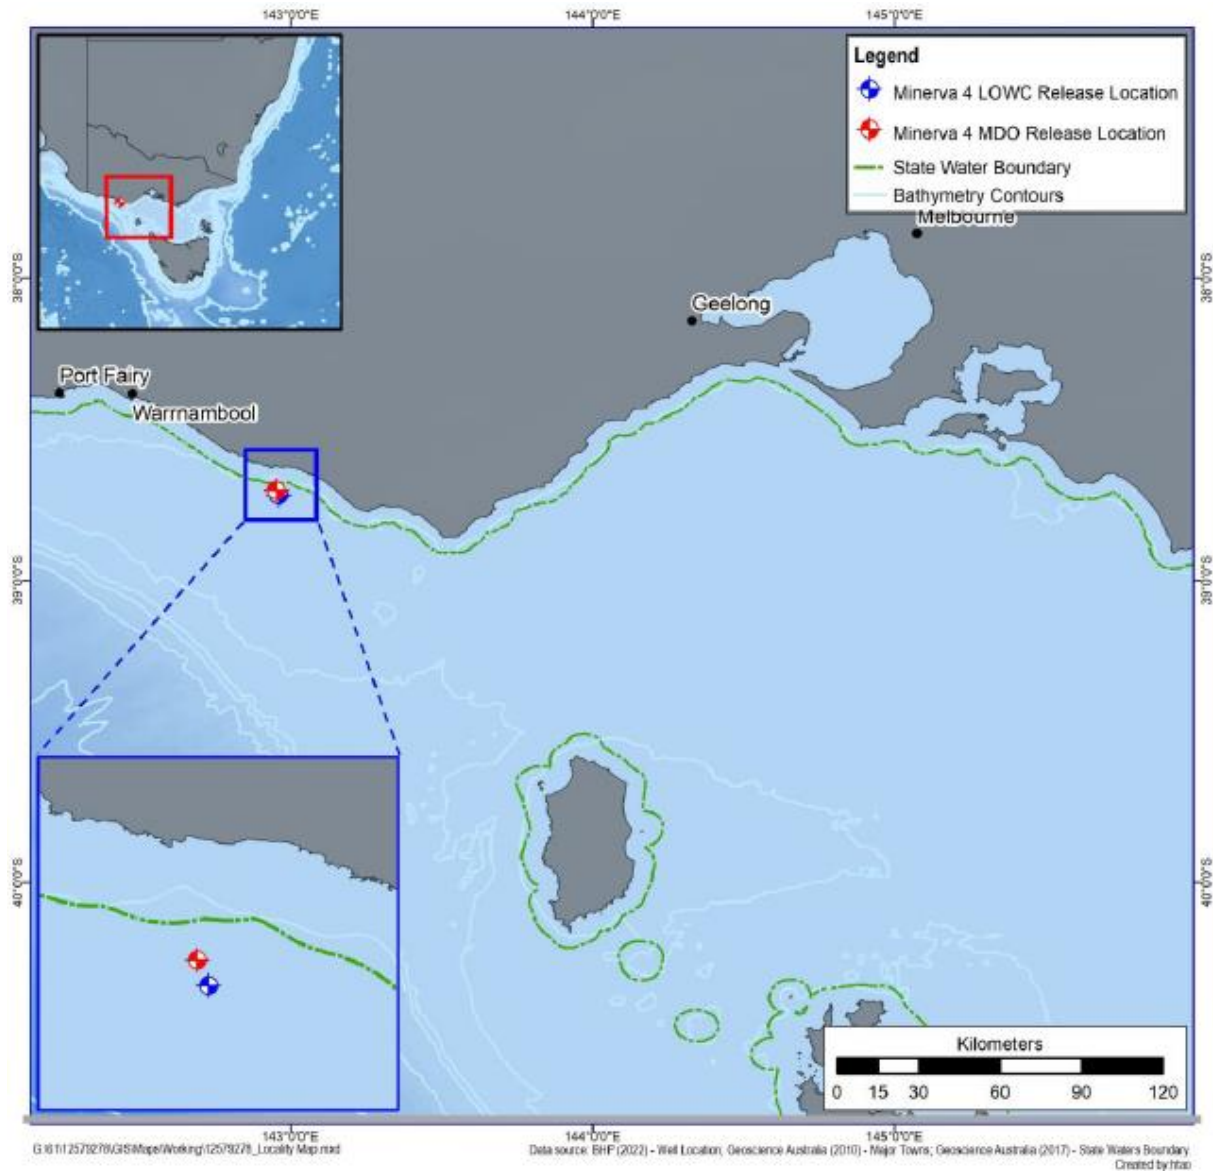 143°0'0"E 144°0'0"E 145°0'0"E
Legend
Minerva 4 LOWC Release Location
Minerva 4 MDO Release Location
State Water Boundary
Bathymetry Contours
Melbourne
38°0'0"S 38°0'0"S
Geelong
Port Fairy
Warrnambool
39°0'0"S 39°0'0"S
40°0'0"S 40°0'0"S
Kilometers
0 15 30 60 90 120
143°0'0"E 144°0'0"E 145°0'0"E
Data source: BHP (2022) - Well Location; Geoscience Australia (2010) - Major Towns; Geoscience Australia (2017) - State Waters Boundary.
Created by:htap